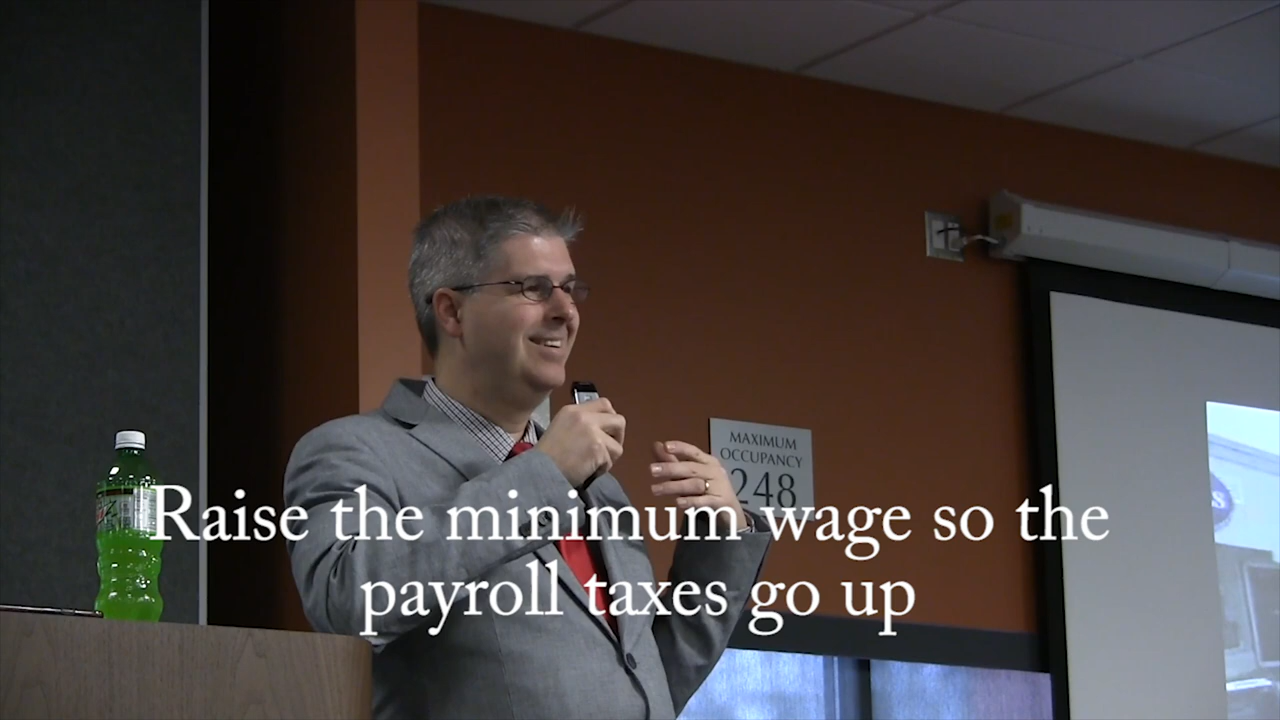 MAXIMUM
OCCUPANCY
248
Raise the minimum wage so the
payroll taxes go up